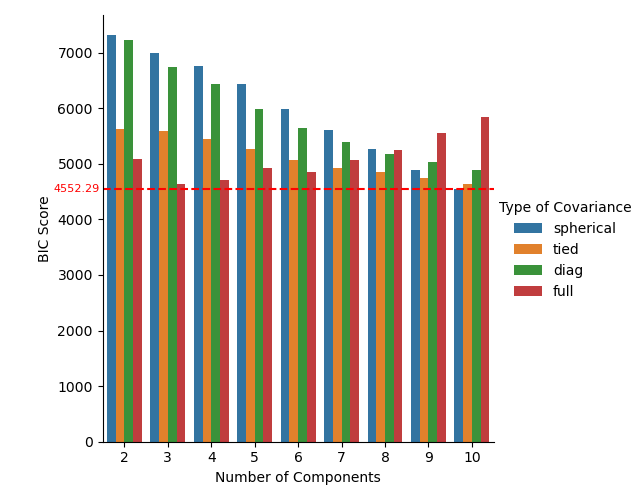 7000
6000
5000
4552.29
4000
3000
2000
1000
0
BIC Score
2 3 4 5 6 7 8 9 10
Number of Components
Type of Covariance
spherical
tied
diag
full